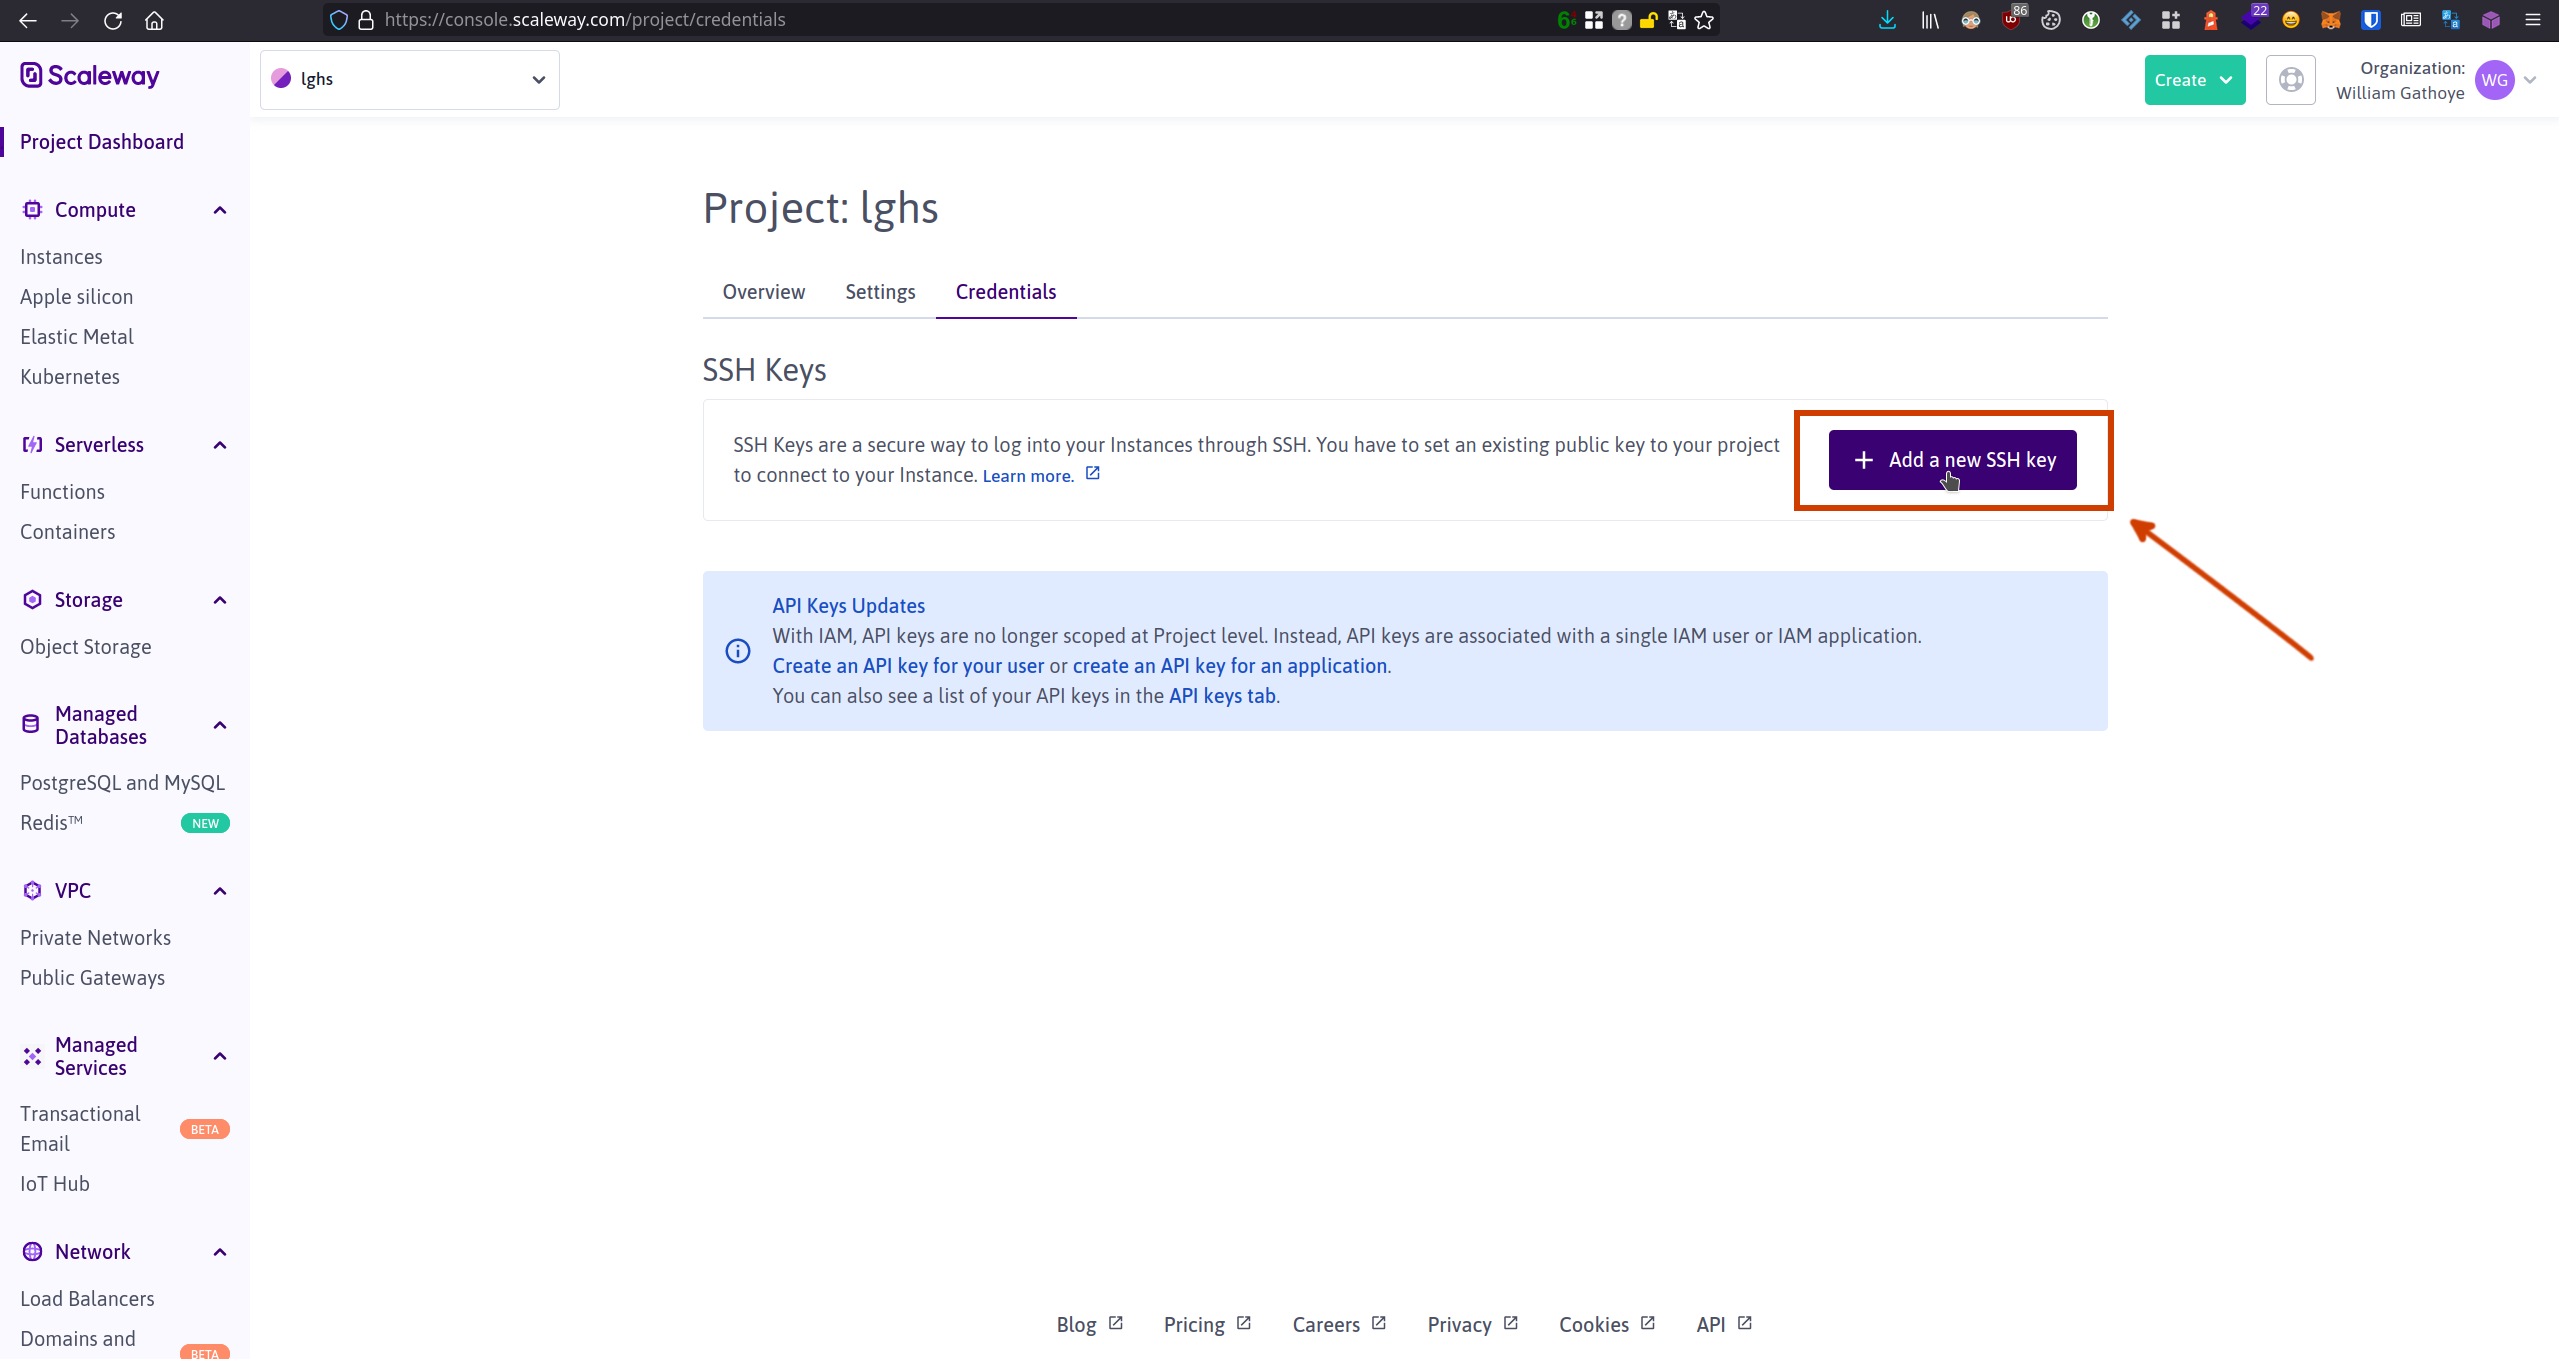 https://console.scaleway.com/project/credentials
86
22
Scaleway
lghs
Create
Organization:
William Gathoye
WG
Project Dashboard
Compute
Instances
Apple silicon
Elastic Metal
Kubernetes
Serverless
Functions
Containers
Storage
Object Storage
Managed
Databases
PostgreSQL and MySQL
Redis™ NEW
VPC
Private Networks
Public Gateways
Managed
Services
Transactional
Email
BETA
IoT Hub
Network
Load Balancers
Domains and
BETA
Project: lghs
Overview Settings Credentials
SSH Keys
SSH Keys are a secure way to log into your Instances through SSH. You have to set an existing public key to your project
to connect to your Instance. Learn more.
+ Add a new SSH key
API Keys Updates
With IAM, API keys are no longer scoped at Project level. Instead, API keys are associated with a single IAM user or IAM application.
Create an API key for your user or create an API key for an application.
You can also see a list of your API keys in the API keys tab.
Blog Pricing Careers Privacy Cookies API